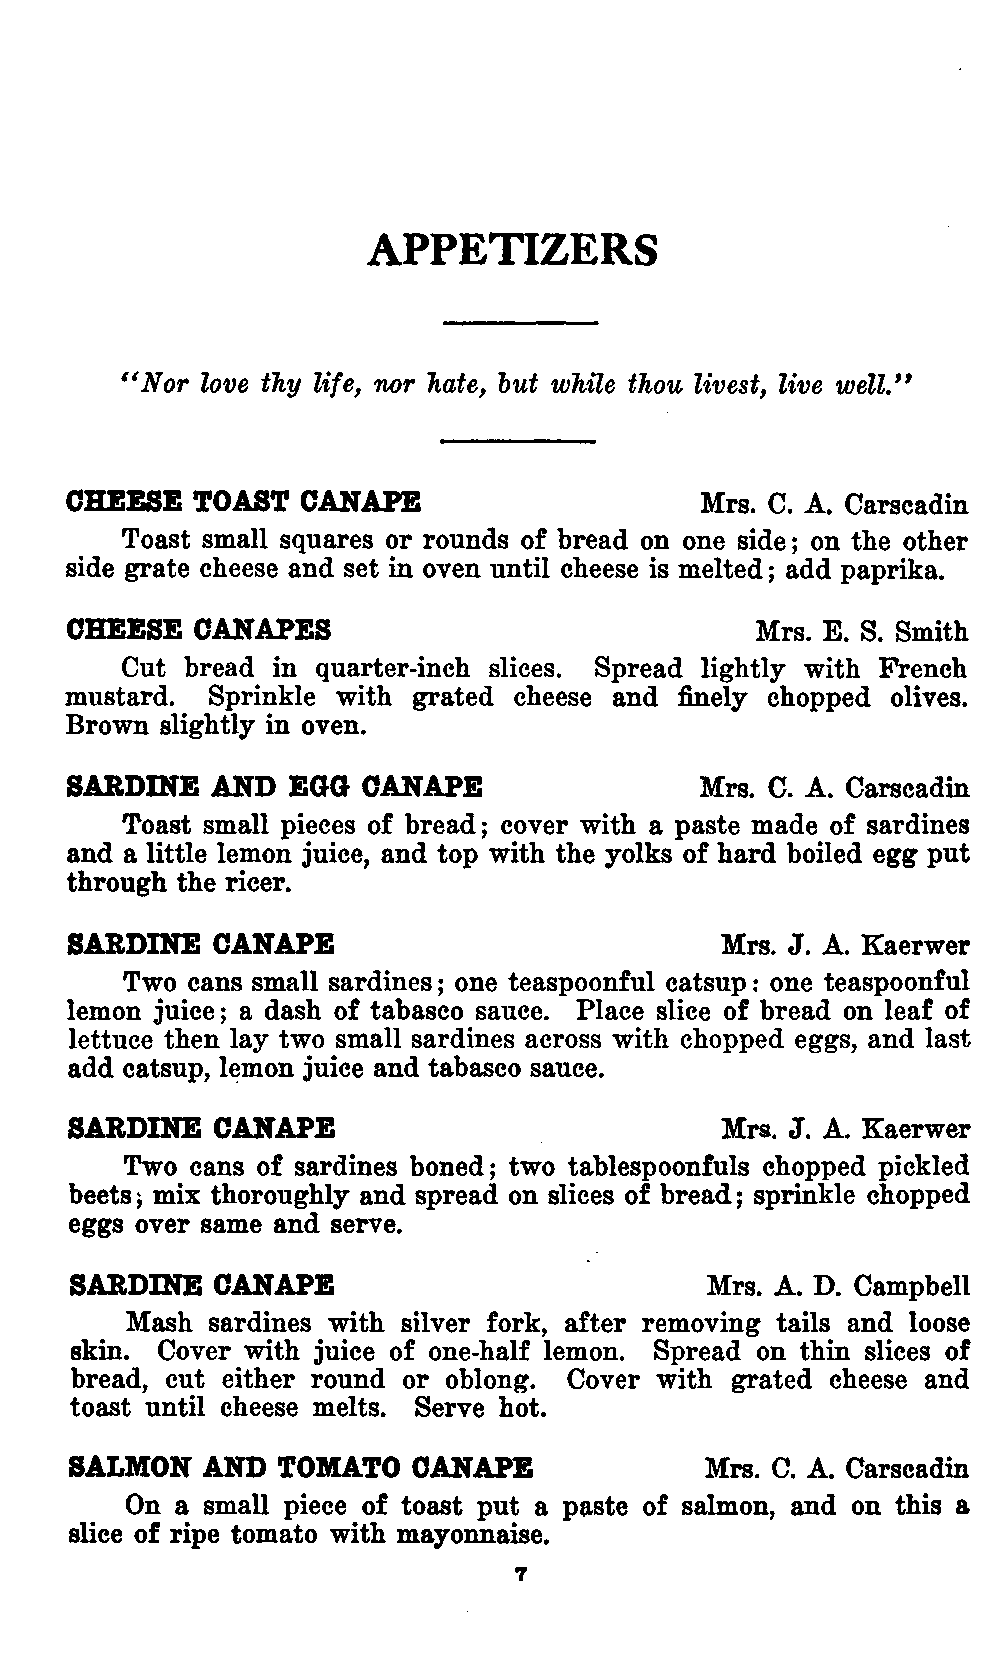 APPETIZERS
"Nor love thy life, nor hate, but while thou livest, live well."
CHEESE TOAST CANAPE Mrs. C. A. Carscadin
Toast small squares or rounds of bread on one side; on the other
side grate cheese and set in oven until cheese is melted; add paprika.
CHEESE CANAPES Mrs. E. S. Smith
Cut bread in quarter-inch slices. Spread lightly with French
mustard. Sprinkle with grated cheese and finely chopped olives.
Brown slightly in oven.
SARDINE AND EGG CANAPE Mrs. C. A. Carscadin
Toast small pieces of bread; cover with a paste made of sardines
and a little lemon juice, and top with the yolks of hard boiled egg put
through the ricer.
SARDINE CANAPE Mrs. J. A. Kaerwer
Two cans small sardines; one teaspoonful catsup: one teaspoonful
lemon juice; a dash of tabasco sauce. Place slice of bread on leaf of
lettuce then lay two small sardines across with chopped eggs, and last
add catsup, lemon juice and tabasco sauce.
SARDINE CANAPE Mrs. J. A. Kaerwer
Two cans of sardines boned; two tablespoonfuls chopped pickled
beets; mix thoroughly and spread on slices of bread; sprinkle chopped
eggs over same and serve.
SARDINE CANAPE Mrs. A. D. Campbell
Mash sardines with silver fork, after removing tails and loose
skin. Cover with juice of one-half lemon. Spread on thin slices of
bread, cut either round or oblong. Cover with grated cheese and
toast until cheese melts. Serve hot.
SALMON AND TOMATO CANAPE Mrs. C. A. Carscadin
On a small piece of toast put a paste of salmon, and on this a
slice of ripe tomato with mayonnaise.
7